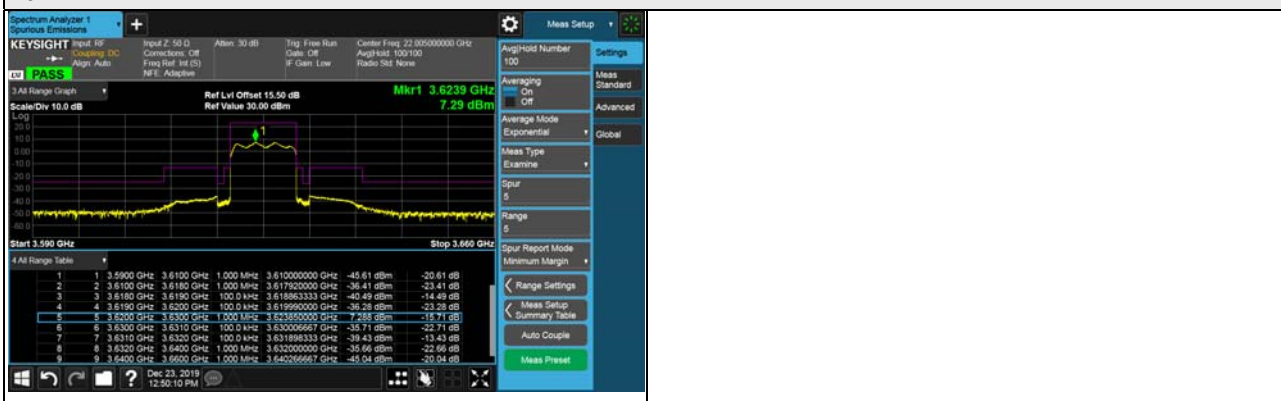 Spectrum Analyzer 1
Spurious Emissions
+
Meas Setup
KEYSIGHT Input: RF Input Z: 50 Ω Atten: 30 dB Trig: Free Run Center Freq: 22.005000000 GHz
Coupling: DC Corrections: Off Gate: Off Avg|Hold: 100/100
Align: Auto Freq Ref: Int (S) IF Gain: Low Radio Std: None
LXI PASS NFE: Adaptive
3 All Range Graph
Ref Lvl Offset 15.50 dB
Mkr1 3.6239 GHz
Scale/Div 10.0 dB
Ref Value 30.00 dBm
7.29 dBm
Log
20.0
10.0
0.00
-10.0
-20.0
-30.0
-40.0
-50.0
-60.0
1
Start 3.590 GHz
Stop 3.660 GHz
4 All Range Table
1 1 3.5900 GHz 3.6100 GHz 1.000 MHz 3.610000000 GHz -45.61 dBm -20.61 dB
2 2 3.6100 GHz 3.6180 GHz 1.000 MHz 3.617920000 GHz -36.41 dBm -23.41 dB
3 3 3.6180 GHz 3.6190 GHz 100.0 kHz 3.618863333 GHz -40.49 dBm -14.49 dB
4 4 3.6190 GHz 3.6200 GHz 100.0 kHz 3.619990000 GHz -36.28 dBm -23.28 dB
5 5 3.6200 GHz 3.6300 GHz 1.000 MHz 3.623850000 GHz 7.288 dBm -15.71 dB
6 6 3.6300 GHz 3.6310 GHz 100.0 kHz 3.630006667 GHz -35.71 dBm -22.71 dB
7 7 3.6310 GHz 3.6320 GHz 100.0 kHz 3.631898333 GHz -39.43 dBm -13.43 dB
8 8 3.6320 GHz 3.6400 GHz 1.000 MHz 3.632000000 GHz -35.66 dBm -22.66 dB
9 9 3.6400 GHz 3.6600 GHz 1.000 MHz 3.640266667 GHz -45.04 dBm -20.04 dB
?
Dec 23, 2019
12:50:10 PM
Avg|Hold Number
100
Averaging
On
Off
Average Mode
Exponential
Meas Type
Examine
Spur
5
Range
5
Spur Report Mode
Minimum Margin
Range Settings
Meas Setup
Summary Table
Auto Couple
Meas Preset
Settings
Meas
Standard
Advanced
Global